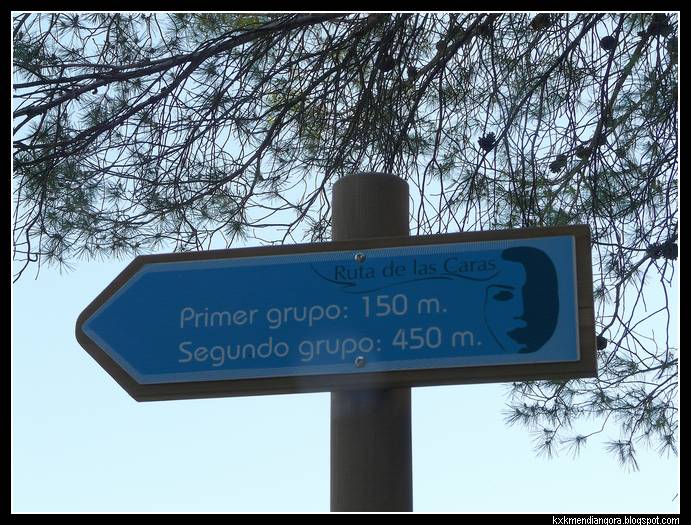 Ruta de las Caras
Primer grupo: 150 m.
Segundo grupo: 450 m.
kxkmendiangora.blogspot.com